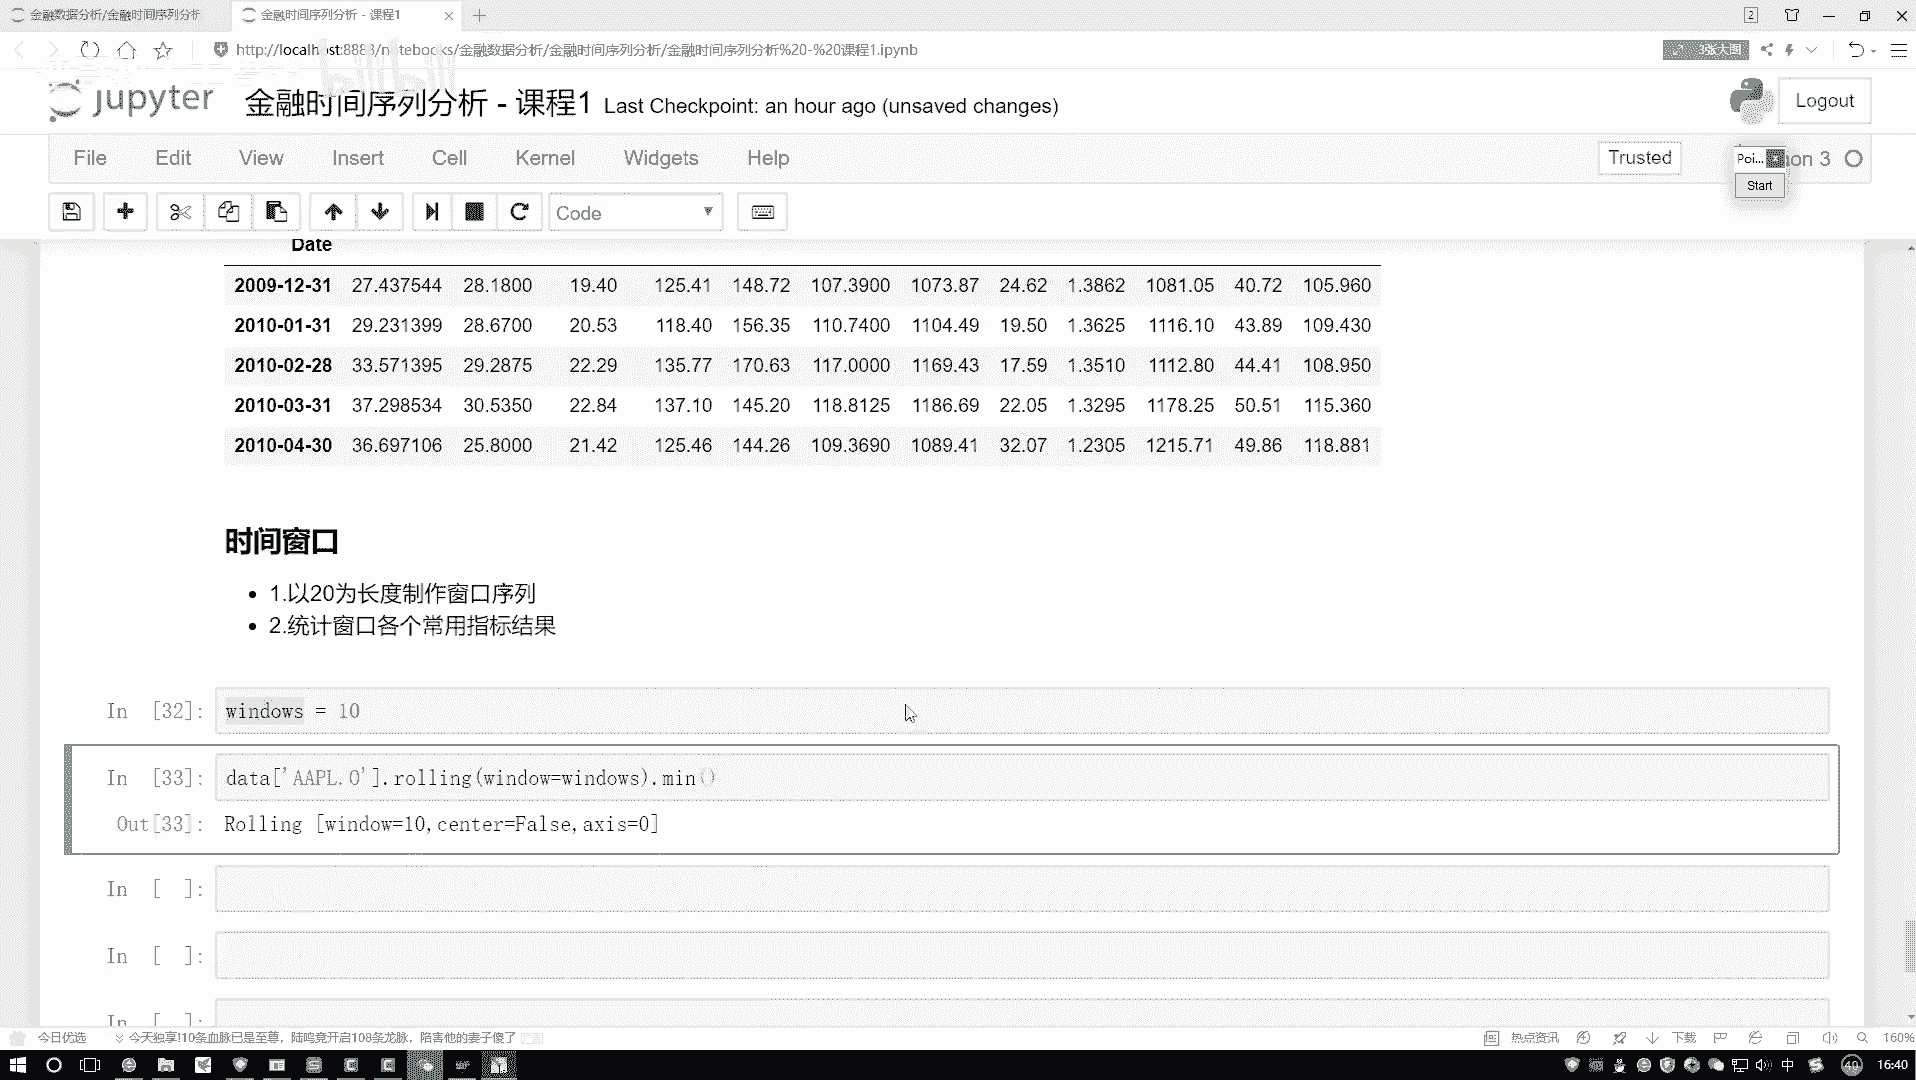 金融数据分析/金融时间序列分析
金融时间序列分析 - 课程1
2
http://localhost:8888/notebooks/金融数据分析/金融时间序列分析/金融时间序列分析%20-%20课程1.ipynb
3张大图
bilibili
jupyter 金融时间序列分析 - 课程1 Last Checkpoint: an hour ago (unsaved changes)
Logout
File Edit View Insert Cell Kernel Widgets Help
Trusted
Poi...
on 3
Start
Code
Date
2009-12-31 27.437544 28.1800 19.40 125.41 148.72 107.3900 1073.87 24.62 1.3862 1081.05 40.72 105.960
2010-01-31 29.231399 28.6700 20.53 118.40 156.35 110.7400 1104.49 19.50 1.3625 1116.10 43.89 109.430
2010-02-28 33.571395 29.2875 22.29 135.77 170.63 117.0000 1169.43 17.59 1.3510 1112.80 44.41 108.950
2010-03-31 37.298534 30.5350 22.84 137.10 145.20 118.8125 1186.69 22.05 1.3295 1178.25 50.51 115.360
2010-04-30 36.697106 25.8000 21.42 125.46 144.26 109.3690 1089.41 32.07 1.2305 1215.71 49.86 118.881
时间窗口
• 1.以20为长度制作窗口序列
• 2.统计窗口各个常用指标结果
In [32]: windows = 10
In [33]: data['AAPL.O'].rolling(window=windows).min()
Out[33]: Rolling [window=10,center=False,axis=0]
In [ ]:
In [ ]:
In [ ]:
今日优选
今天独享!10条血脉已是至尊，陆鸣竟开启108条龙脉，陷害他的妻子傻了
热点资讯
下载
160%
中
40
16:40